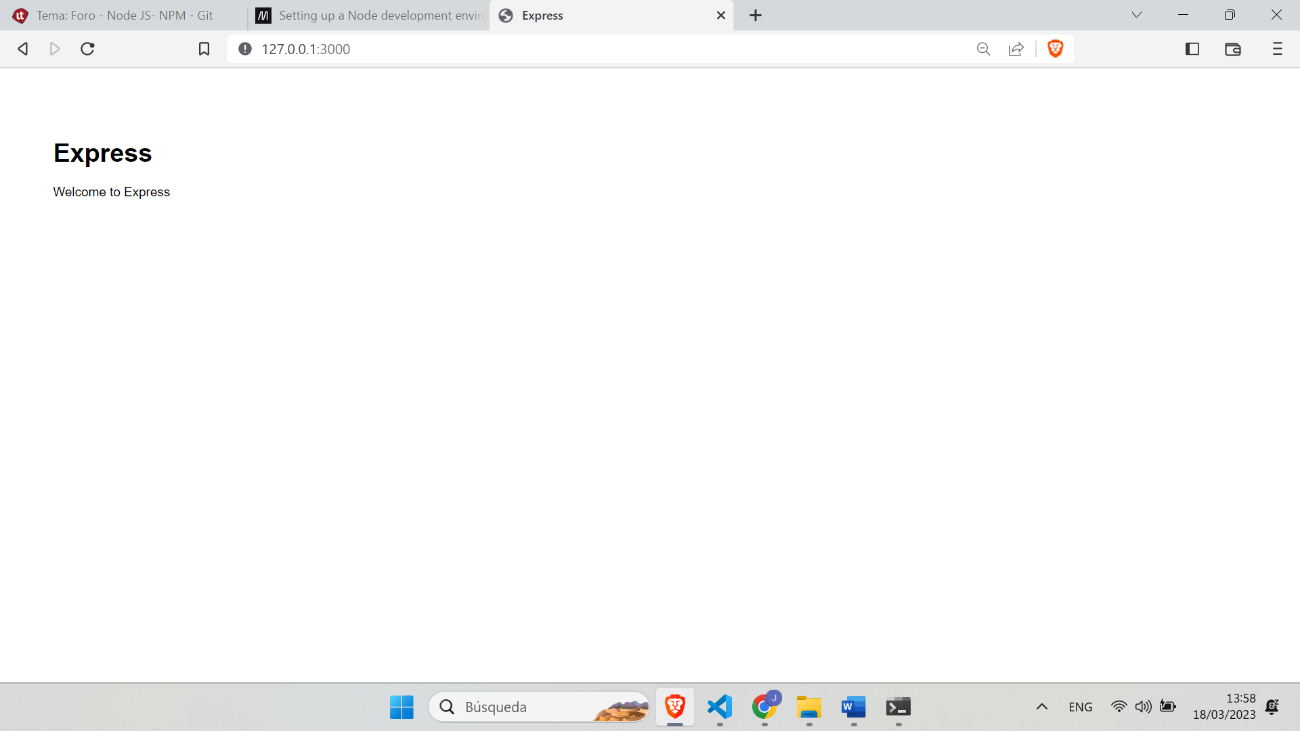 Tema: Foro - Node JS- NPM - Git
Setting up a Node development enviro
Express
127.0.0.1:3000
Express
Welcome to Express
Búsqueda
J
W
ENG
13:58
18/03/2023